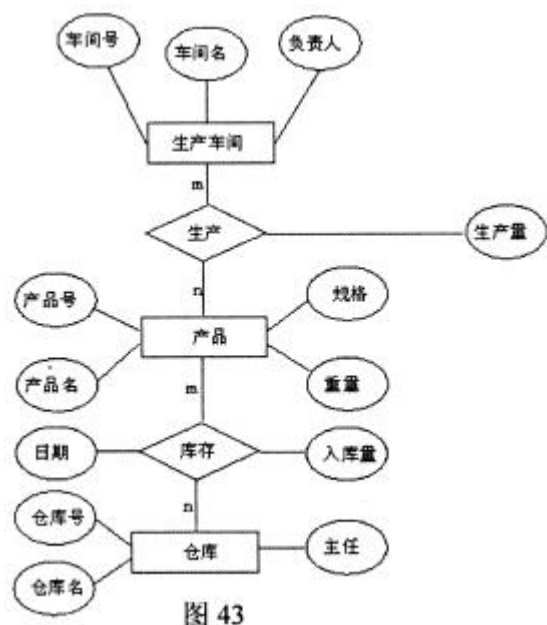 车间号
车间名
负责人
生产车间
m
生产
生产量
n
产品号
规格
产品
产品名
重量
m
日期
库存
入库量
n
仓库号
仓库
主任
仓库名
图 43